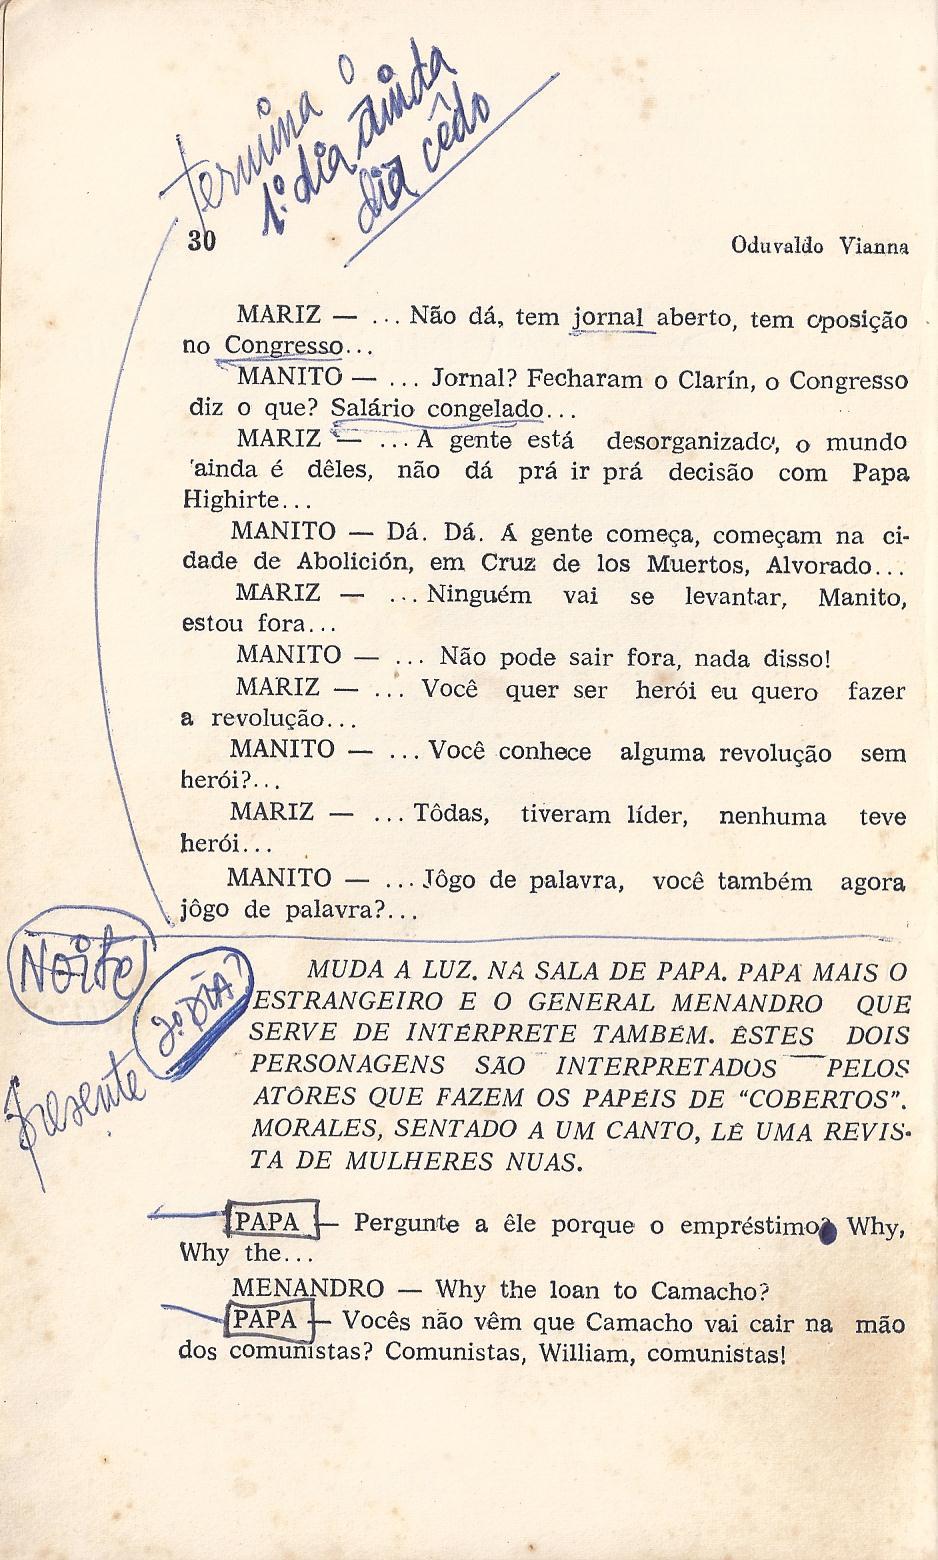 termina o
1º dia ainda
dia cêdo
30
Oduvaldo Vianna
MARIZ — ... Não dá, tem jornal aberto, tem oposição
no Congresso...
MANITO — ... Jornal? Fecharam o Clarín, o Congresso
diz o que? Salário congelado...
MARIZ — ... A gente está desorganizado, o mundo
ainda é dêles, não dá prá ir prá decisão com Papa
Highirte...
MANITO — Dá. Dá. A gente começa, começam na ci-
dade de Abolición, em Cruz de los Muertos, Alvorado...
MARIZ — ... Ninguém vai se levantar, Manito,
estou fora...
MANITO — ... Não pode sair fora, nada disso!
MARIZ — ... Você quer ser herói eu quero fazer
a revolução...
MANITO — ... Você conhece alguma revolução sem
herói?...
MARIZ — ... Tôdas, tiveram líder, nenhuma teve
herói...
MANITO — ... Jôgo de palavra, você também agora
jôgo de palavra?...
Noite
2º DIA
presente
MUDA A LUZ. NA SALA DE PAPA. PAPA MAIS O
ESTRANGEIRO E O GENERAL MENANDRO QUE
SERVE DE INTÉRPRETE TAMBÉM. ÊSTES DOIS
PERSONAGENS SÃO INTERPRETADOS PELOS
ATÔRES QUE FAZEM OS PAPÉIS DE “COBERTOS”.
MORALES, SENTADO A UM CANTO, LÊ UMA REVIS-
TA DE MULHERES NUAS.
PAPA — Pergunte a êle porque o empréstimo? Why,
Why the...
MENANDRO — Why the loan to Camacho?
PAPA — Vocês não vêm que Camacho vai cair na mão
dos comunistas? Comunistas, William, comunistas!